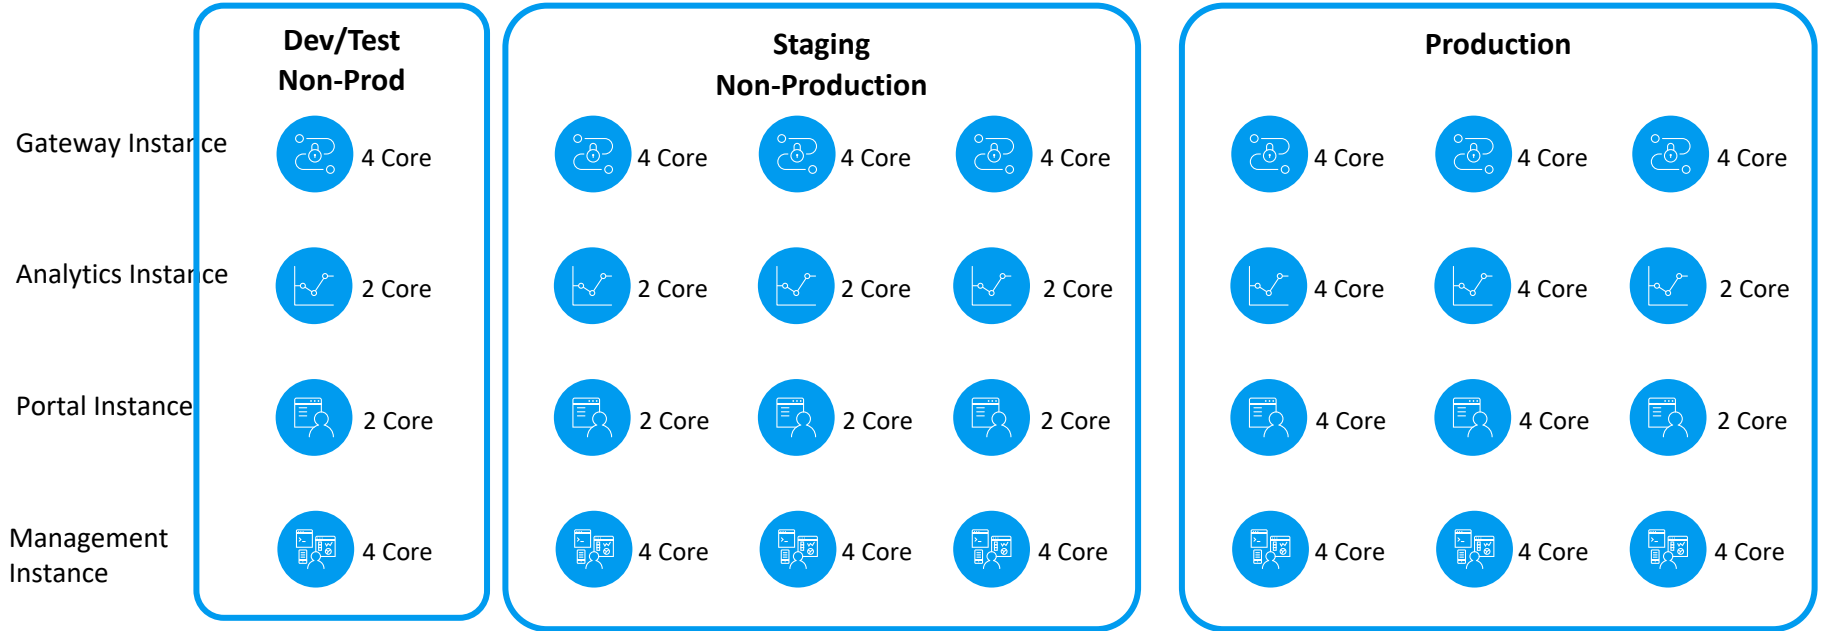 Dev/Test
Non-Prod
Staging
Non-Production
Production
Gateway Instance
4 Core
4 Core
4 Core
4 Core
4 Core
4 Core
4 Core
Analytics Instance
2 Core
2 Core
2 Core
2 Core
4 Core
4 Core
2 Core
Portal Instance
2 Core
2 Core
2 Core
2 Core
4 Core
4 Core
2 Core
Management
Instance
4 Core
4 Core
4 Core
4 Core
4 Core
4 Core
4 Core